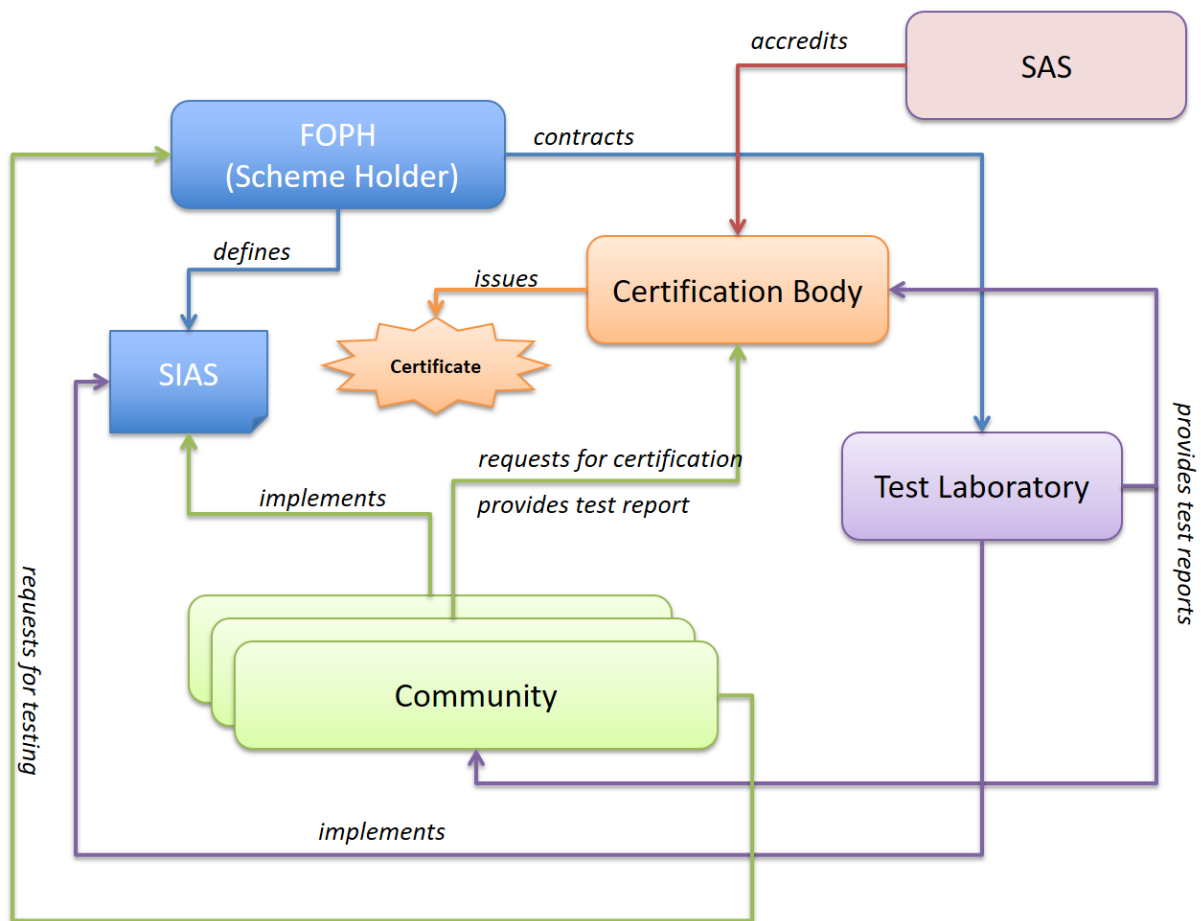 accredits
SAS
FOPH
(Scheme Holder)
contracts
defines
issues
Certification Body
SIAS
Certificate
requests for certification
provides test report
implements
Test Laboratory
provides test reports
requests for testing
Community
implements